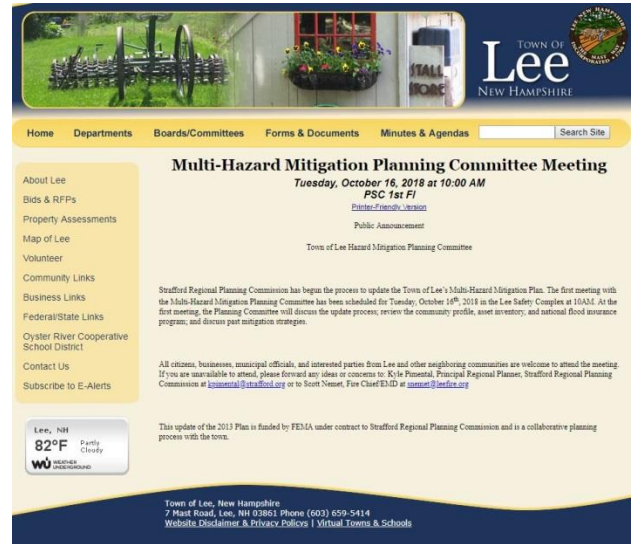 STALL
STORE
TOWN OF
Lee
NEW HAMPSHIRE
Home Departments Boards/Committees Forms & Documents Minutes & Agendas Search Site
About Lee
Bids & RFPs
Property Assessments
Map of Lee
Volunteer
Community Links
Business Links
Federal/State Links
Oyster River Cooperative
School District
Contact Us
Subscribe to E-Alerts
Lee, NH
82°F Partly
Cloudy
WU WEATHER
UNDERGROUND
Multi-Hazard Mitigation Planning Committee Meeting
Tuesday, October 16, 2018 at 10:00 AM
PSC 1st Fl
Printer-Friendly Version
Public Announcement
Town of Lee Hazard Mitigation Planning Committee
Strafford Regional Planning Commission has begun the process to update the Town of Lee's Multi-Hazard Mitigation Plan. The first meeting with
the Multi-Hazard Mitigation Planning Committee has been scheduled for Tuesday, October 16th, 2018 in the Lee Safety Complex at 10AM. At the
first meeting, the Planning Committee will discuss the update process; review the community profile, asset inventory, and national flood insurance
program; and discuss past mitigation strategies.
All citizens, businesses, municipal officials, and interested parties from Lee and other neighboring communities are welcome to attend the meeting.
If you are unavailable to attend, please forward any ideas or concerns to: Kyle Pimental, Principal Regional Planner, Strafford Regional Planning
Commission at kpimental@strafford.org or to Scott Nemet, Fire Chief/EMD at snemet@leefire.org
This update of the 2013 Plan is funded by FEMA under contract to Strafford Regional Planning Commission and is a collaborative planning
process with the town.
Town of Lee, New Hampshire
7 Mast Road, Lee, NH 03861 Phone (603) 659-5414
Website Disclaimer & Privacy Policys | Virtual Towns & Schools